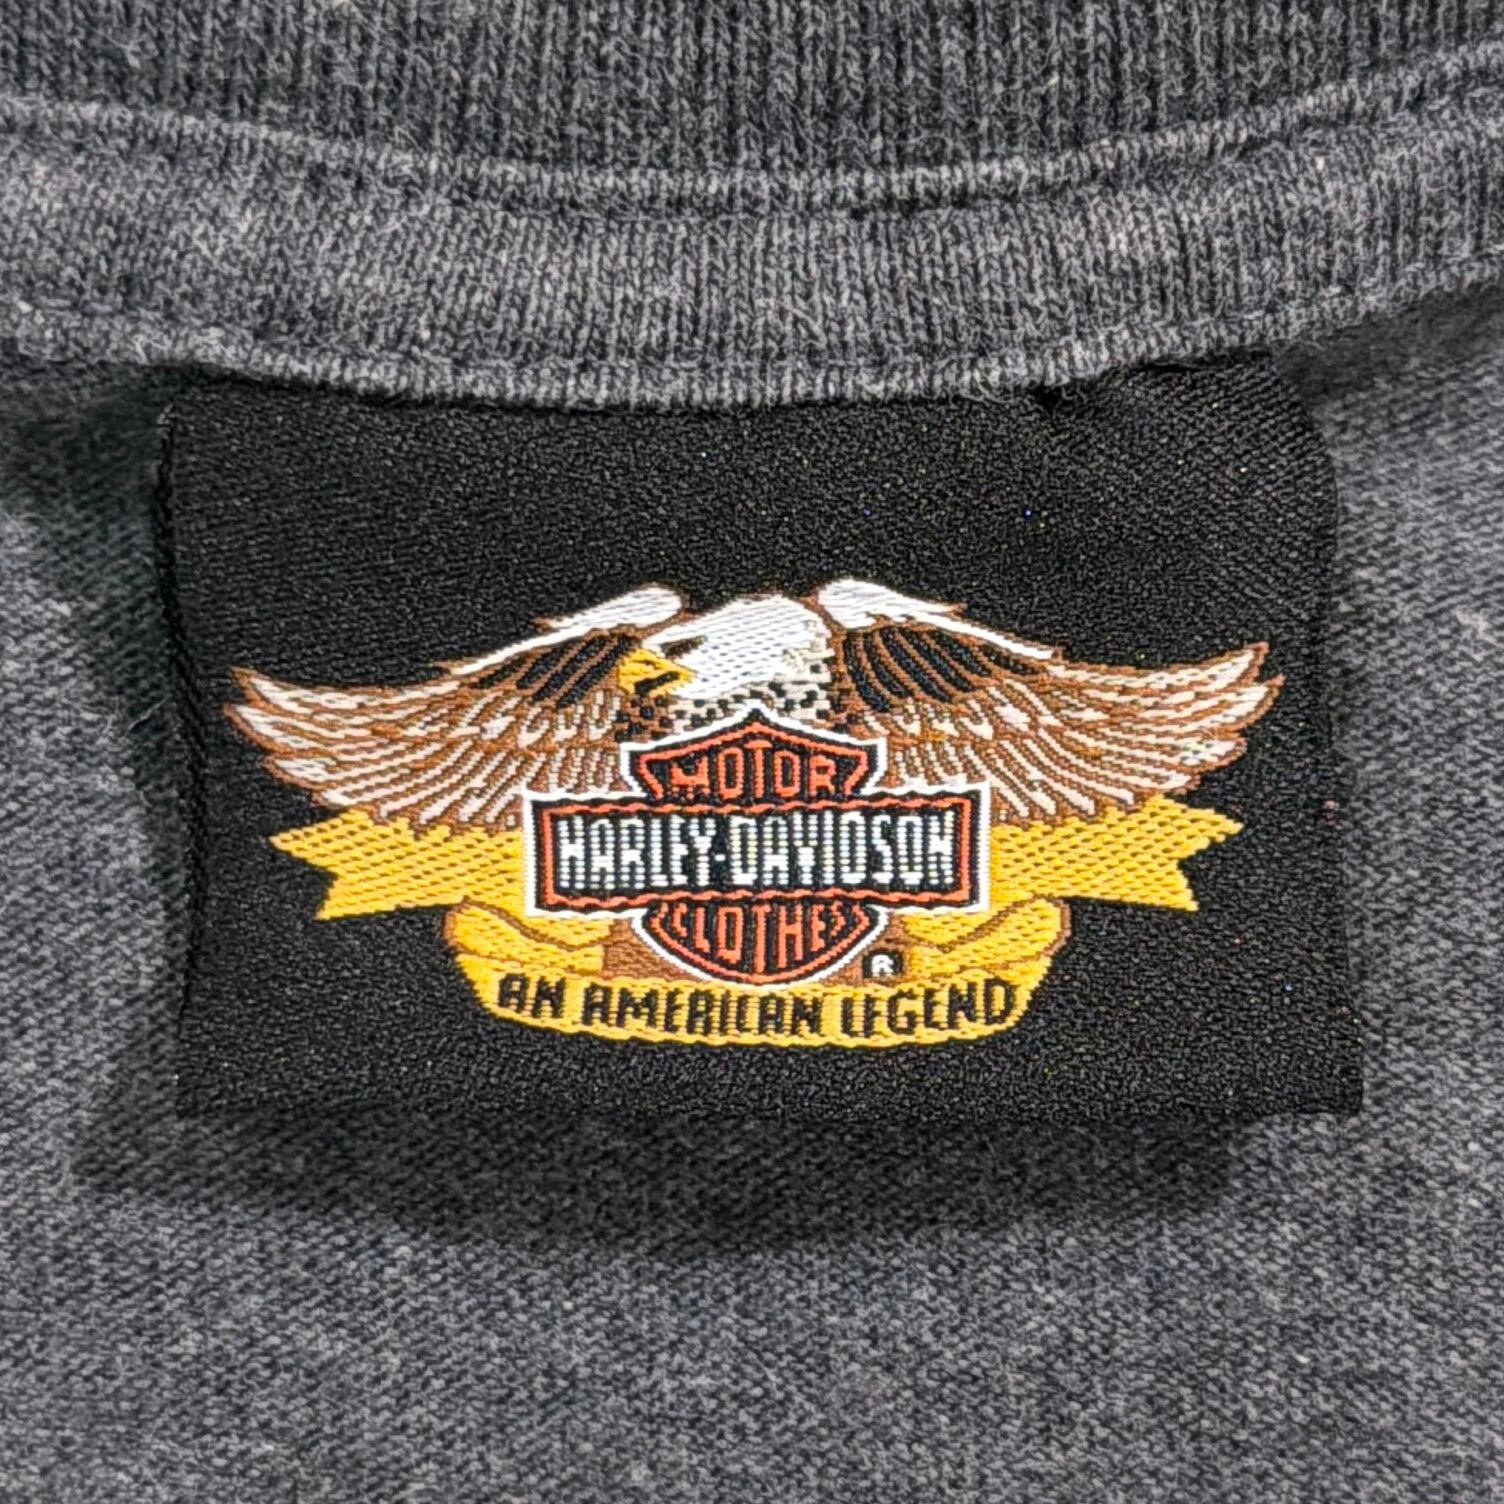 MOTOR
HARLEY-DAVIDSON
CLOTHES
®
AN AMERICAN LEGEND